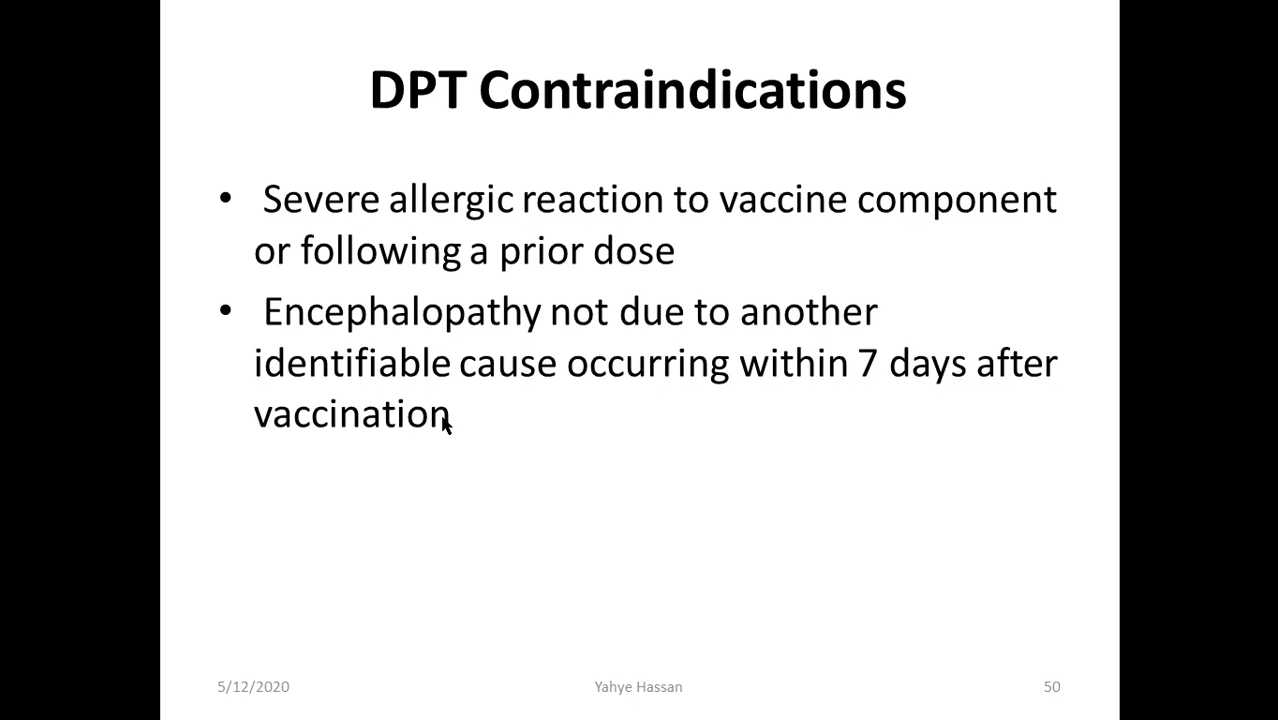 DPT Contraindications
• Severe allergic reaction to vaccine component
or following a prior dose
• Encephalopathy not due to another
identifiable cause occurring within 7 days after
vaccination
5/12/2020
Yahye Hassan
50